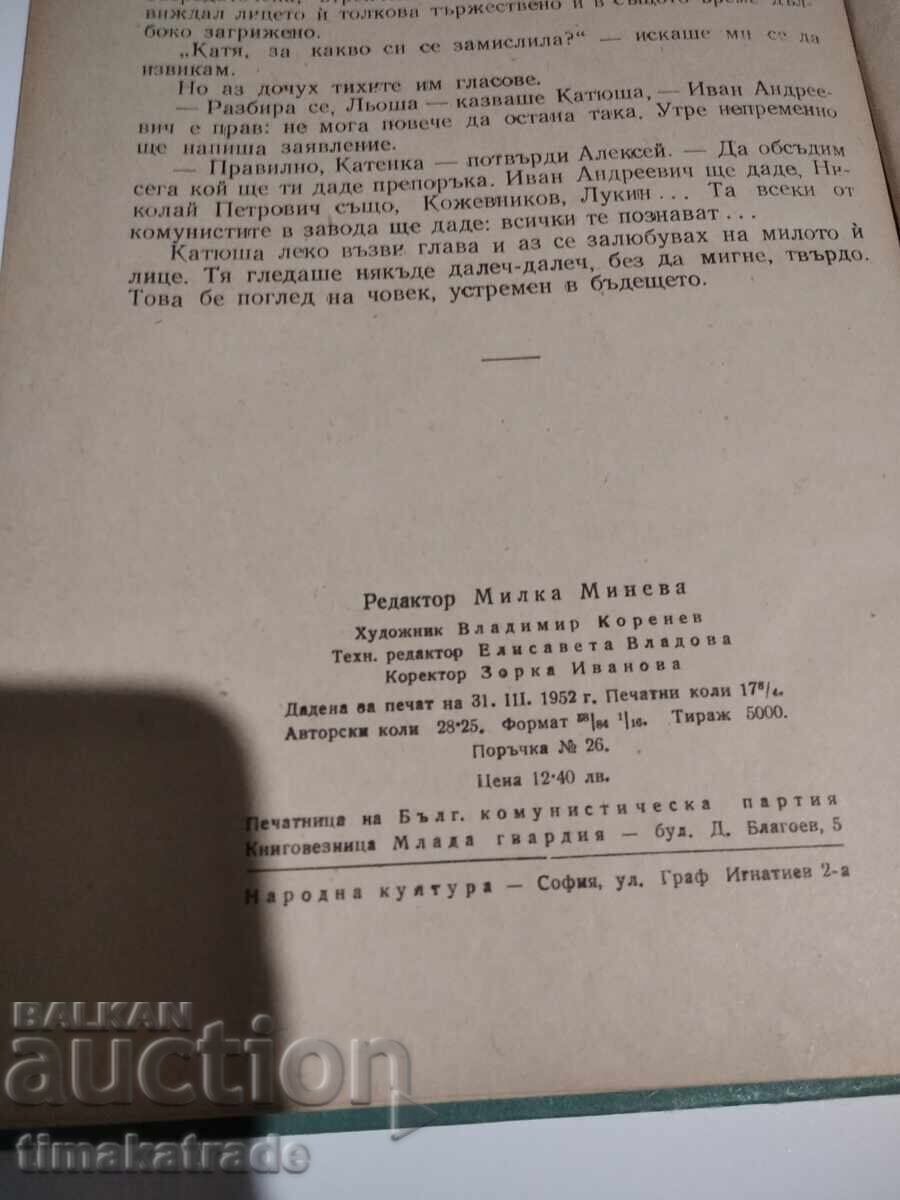 виждал лицето ѝ толкова тържествено и в същото време дъл-
боко загрижено.
„Катя, за какво си се замислила?“ — искаше ми се да
извикам.
Но аз дочух тихите им гласове.
— Разбира се, Льоша — казваше Катюша, — Иван Андрее-
вич е прав: не мога повече да остана така. Утре непременно
ще напиша заявление.
— Правилно, Катенка — потвърди Алексей. — Да обсъдим
сега кой ще ти даде препоръка. Иван Андреевич ще даде, Ни-
колай Петрович също, Кожевников, Лукин... Та всеки от
комунистите в завода ще даде: всички те познават...
Катюша леко възви глава и аз се залюбувах на милото ѝ
лице. Тя гледаше някъде далеч-далеч, без да мигне, твърдо.
Това бе поглед на човек, устремен в бъдещето.
Редактор Милка Минева
Художник Владимир Коренев
Техн. редактор Елисавета Владова
Коректор Зорка Иванова
Дадена за печат на 31. III. 1952 г. Печатни коли 17
Авторски коли 28·25. Формат 1/16. Тираж 5000.
Поръчка № 26.
Цена 12·40 лв.
Печатница на Бълг. комунистическа партия
Книговезница Млада гвардия — бул. Д. Благоев, 5
Народна култура — София, ул. Граф Игнатиев 2-а
BALKAN
auction
timakatrade